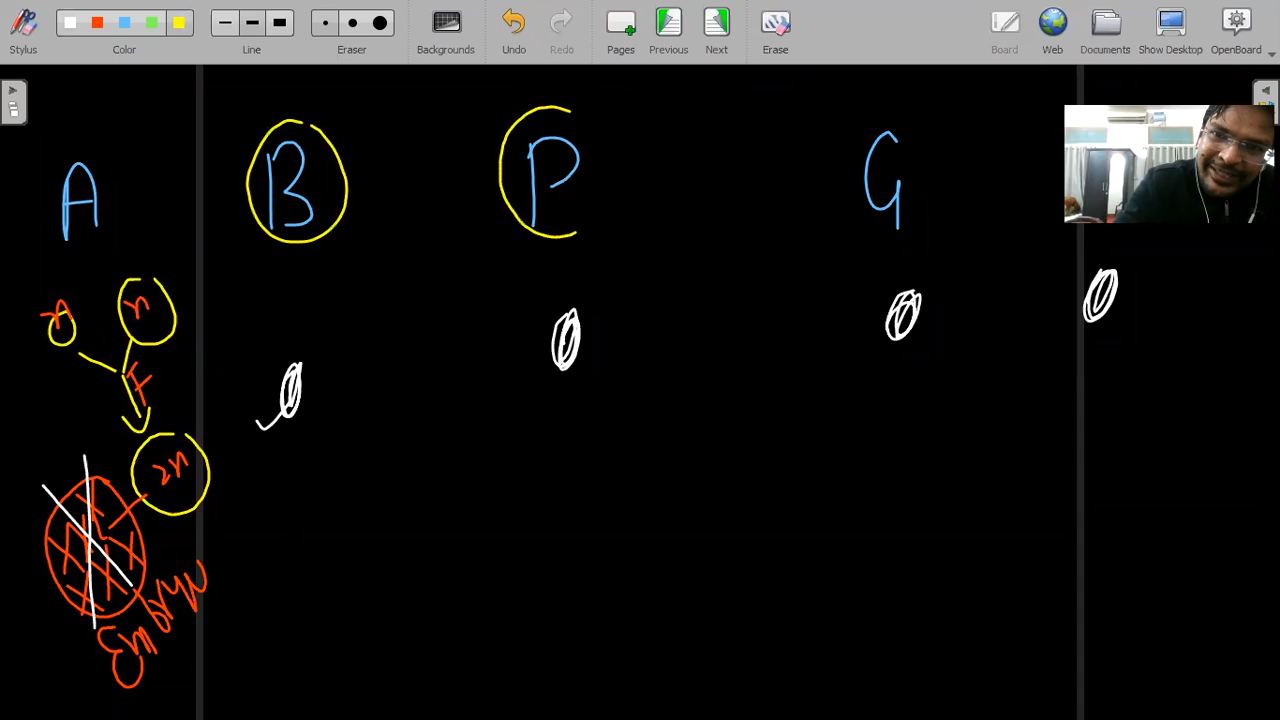 Stylus
Color
Line
Eraser
Backgrounds
Undo
Redo
Pages
Previous
Next
Erase
Board
Web
Documents
Show Desktop
OpenBoard
A
B
P
G
n
n
F
2n
Embryo